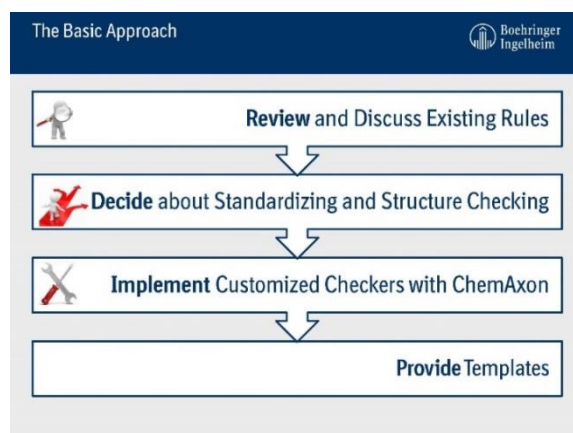 The Basic Approach
Boehringer
Ingelheim
Review and Discuss Existing Rules
Decide about Standardizing and Structure Checking
Implement Customized Checkers with ChemAxon
Provide Templates